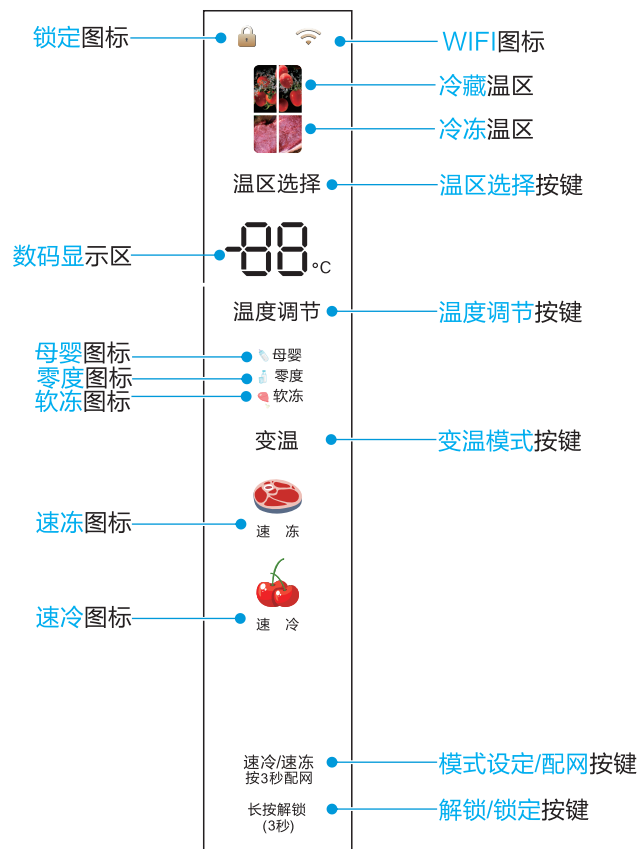 锁定图标
WIFI图标
冷藏温区
冷冻温区
温区选择
温区选择按键
数码显示区
-88°C
温度调节
温度调节按键
母婴图标
母婴
零度图标
零度
软冻图标
软冻
变温
变温模式按键
速冻图标
速 冻
速冷图标
速 冷
速冷/速冻
按3秒配网
模式设定/配网按键
长按解锁
(3秒)
解锁/锁定按键